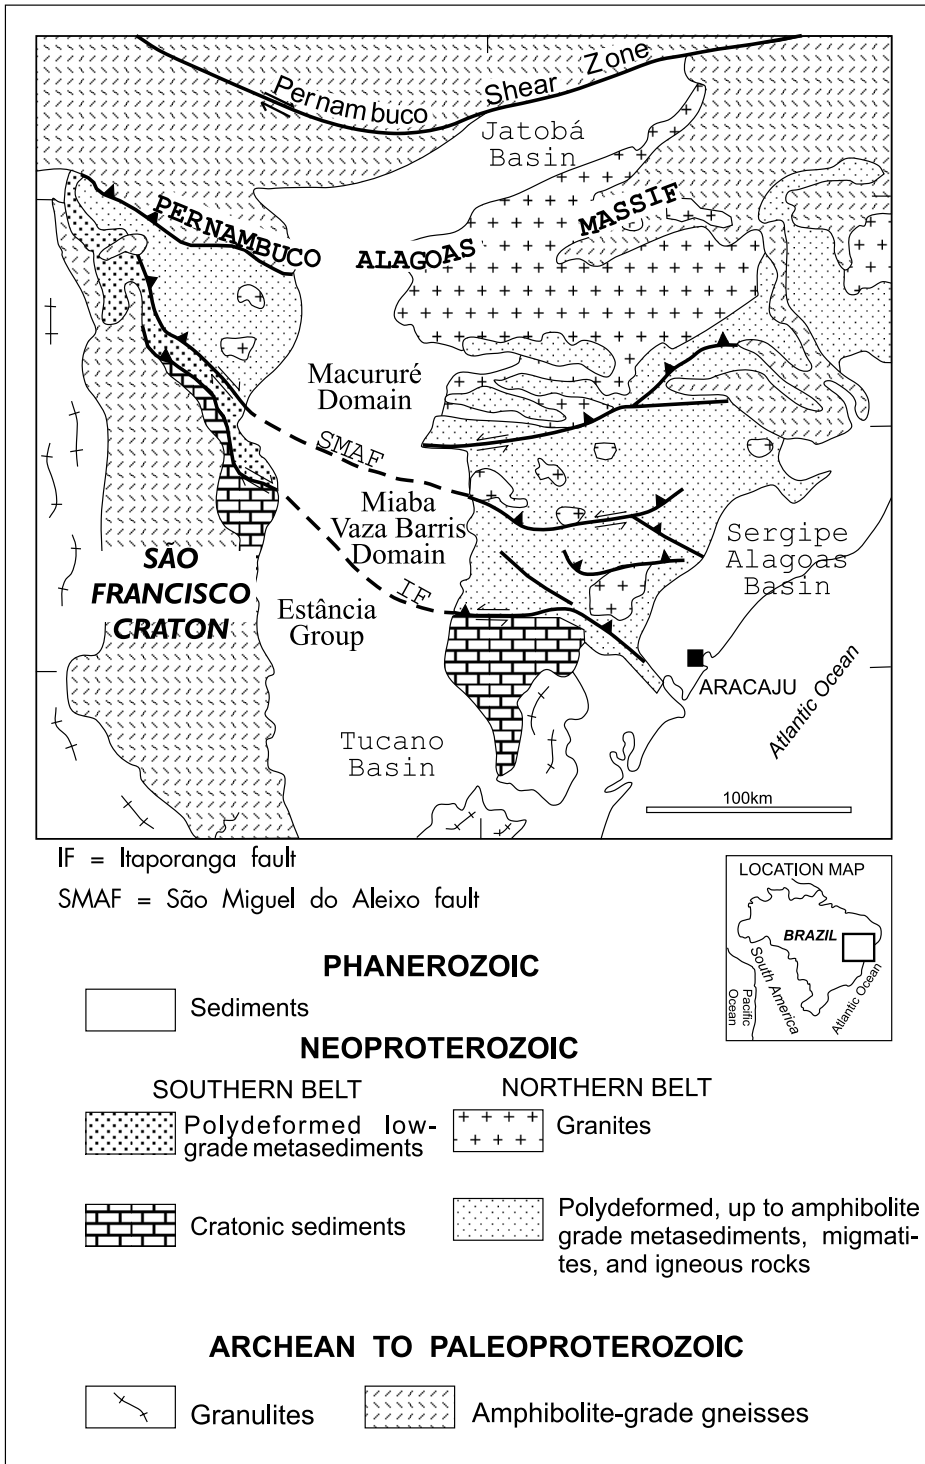 Pernambuco Shear Zone
Jatobá
Basin
PERNAMBUCO ALAGOAS MASSIF
Macururé
Domain
SMAF
Miaba
Vaza Barris
Domain
Sergipe
Alagoas
Basin
SÃO
FRANCISCO
CRATON
IF
Estância
Group
ARACAJU
Atlantic Ocean
Tucano
Basin
100km
IF = Itaporanga fault
SMAF = São Miguel do Aleixo fault
LOCATION MAP
BRAZIL
South America
Pacific
Ocean
Atlantic Ocean
PHANEROZOIC
Sediments
NEOPROTEROZOIC
SOUTHERN BELT
Polydeformed low-
grade metasediments
Cratonic sediments
NORTHERN BELT
Granites
Polydeformed, up to amphibolite
grade metasediments, migmati-
tes, and igneous rocks
ARCHEAN TO PALEOPROTEROZOIC
Granulites
Amphibolite-grade gneisses